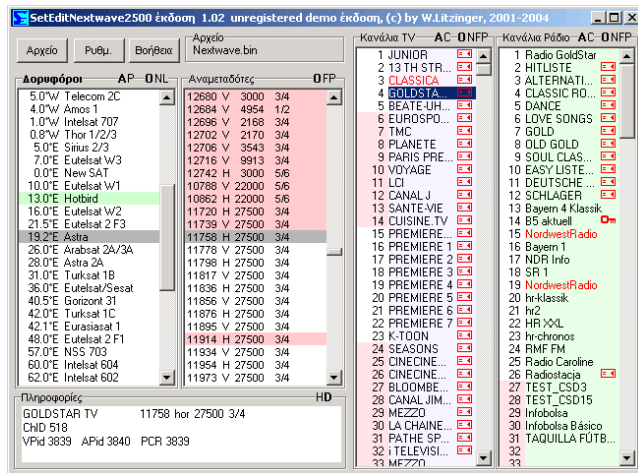 SetEditNextwave2500 έκδοση 1.02 unregistered demo έκδοση, (c) by W.Litzinger, 2001-2004
Αρχείο Ρυθμ. Βοήθεια
Αρχείο
Nextwave.bin
Δορυφόροι AP ONL
5.0°W Telecom 2C
4.0°W Amos 1
1.0°W Intelsat 707
0.8°W Thor 1/2/3
5.0°E Sirius 2/3
7.0°E Eutelsat W3
0.0°E New SAT
10.0°E Eutelsat W1
13.0°E Hotbird
16.0°E Eutelsat W2
21.5°E Eutelsat 2 F3
19.2°E Astra
26.0°E Arabsat 2A/3A
28.0°E Astra 2A
31.0°E Turksat 1B
36.0°E Eutelsat/Sesat
40.5°E Gorizont 31
42.0°E Turksat 1C
42.1°E Eurasiasat 1
48.0°E Eutelsat 2 F1
57.0°E NSS 703
60.0°E Intelsat 604
62.0°E Intelsat 602
Αναμεταδότες OFP
12680 V 3000 3/4
12684 V 4954 1/2
12696 V 2168 3/4
12702 V 2170 3/4
12706 V 3543 3/4
12716 V 9913 3/4
12742 H 3000 5/6
10788 V 22000 5/6
10862 H 22000 5/6
11720 H 27500 3/4
11739 V 27500 3/4
11758 H 27500 3/4
11778 V 27500 3/4
11798 H 27500 3/4
11817 V 27500 3/4
11836 H 27500 3/4
11856 V 27500 3/4
11876 H 27500 3/4
11895 V 27500 3/4
11914 H 27500 3/4
11934 V 27500 3/4
11954 H 27500 3/4
11973 V 27500 3/4
Πληροφορίες HD
GOLDSTAR TV 11758 hor 27500 3/4
ChID 518
VPid 3839 APid 3840 PCR 3839
Κανάλια TV AC ONFP
1 JUNIOR
2 13 TH STR...
3 CLASSICA
4 GOLDSTA...
5 BEATE-UH...
6 EUROSPO...
7 TMC
8 PLANETE
9 PARIS PRE...
10 VOYAGE
11 LCI
12 CANAL J
13 SANTE-VIE
14 CUISINE.TV
15 PREMIERE...
16 PREMIERE 1
17 PREMIERE 2
18 PREMIERE 3
19 PREMIERE 4
20 PREMIERE 5
21 PREMIERE 6
22 PREMIERE 7
23 K-TOON
24 SEASONS
25 CINECINE...
26 CINECINE...
27 BLOOMBE...
28 CANAL JIM...
29 MEZZO
30 LA CHAINE...
31 PATHE SP...
32 i TELEVISI...
33 MEZZO
Κανάλια Ράδιο AC ONFP
1 Radio GoldStar
2 HITLISTE
3 ALTERNATI...
4 CLASSIC RO...
5 DANCE
6 LOVE SONGS
7 GOLD
8 OLD GOLD
9 SOUL CLAS...
10 EASY LISTE...
11 DEUTSCHE ...
12 SCHLAGER
13 Bayern 4 Klassik
14 B5 aktuell
15 NordwestRadio
16 Bayern 1
17 NDR Info
18 SR 1
19 NordwestRadio
20 hr-klassik
21 hr2
22 HR XXL
23 hr-chronos
24 RMF FM
25 Radio Caroline
26 Radiostacja
27 TEST_CSD3
28 TEST_CSD15
29 Infobolsa
30 Infobolsa Básico
31 TAQUILLA FÚTB...
32
33